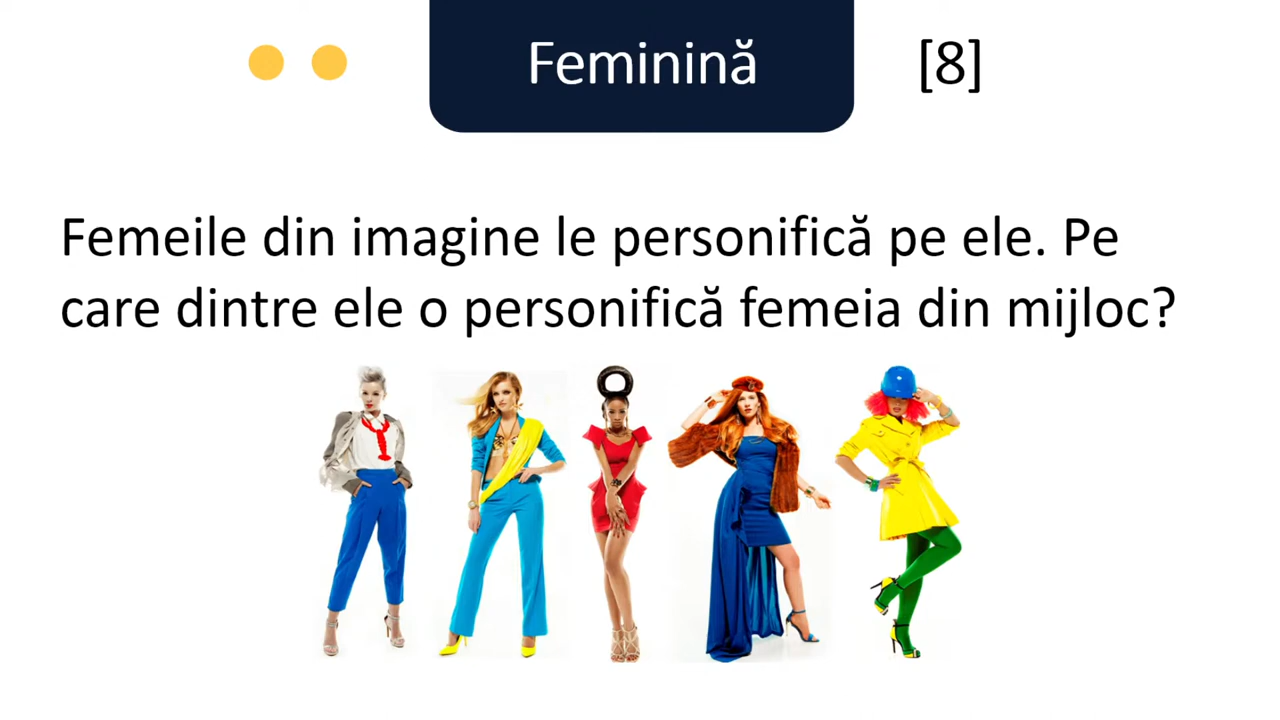 Feminină
[8]
Femeile din imagine le personifică pe ele. Pe
care dintre ele o personifică femeia din mijloc?